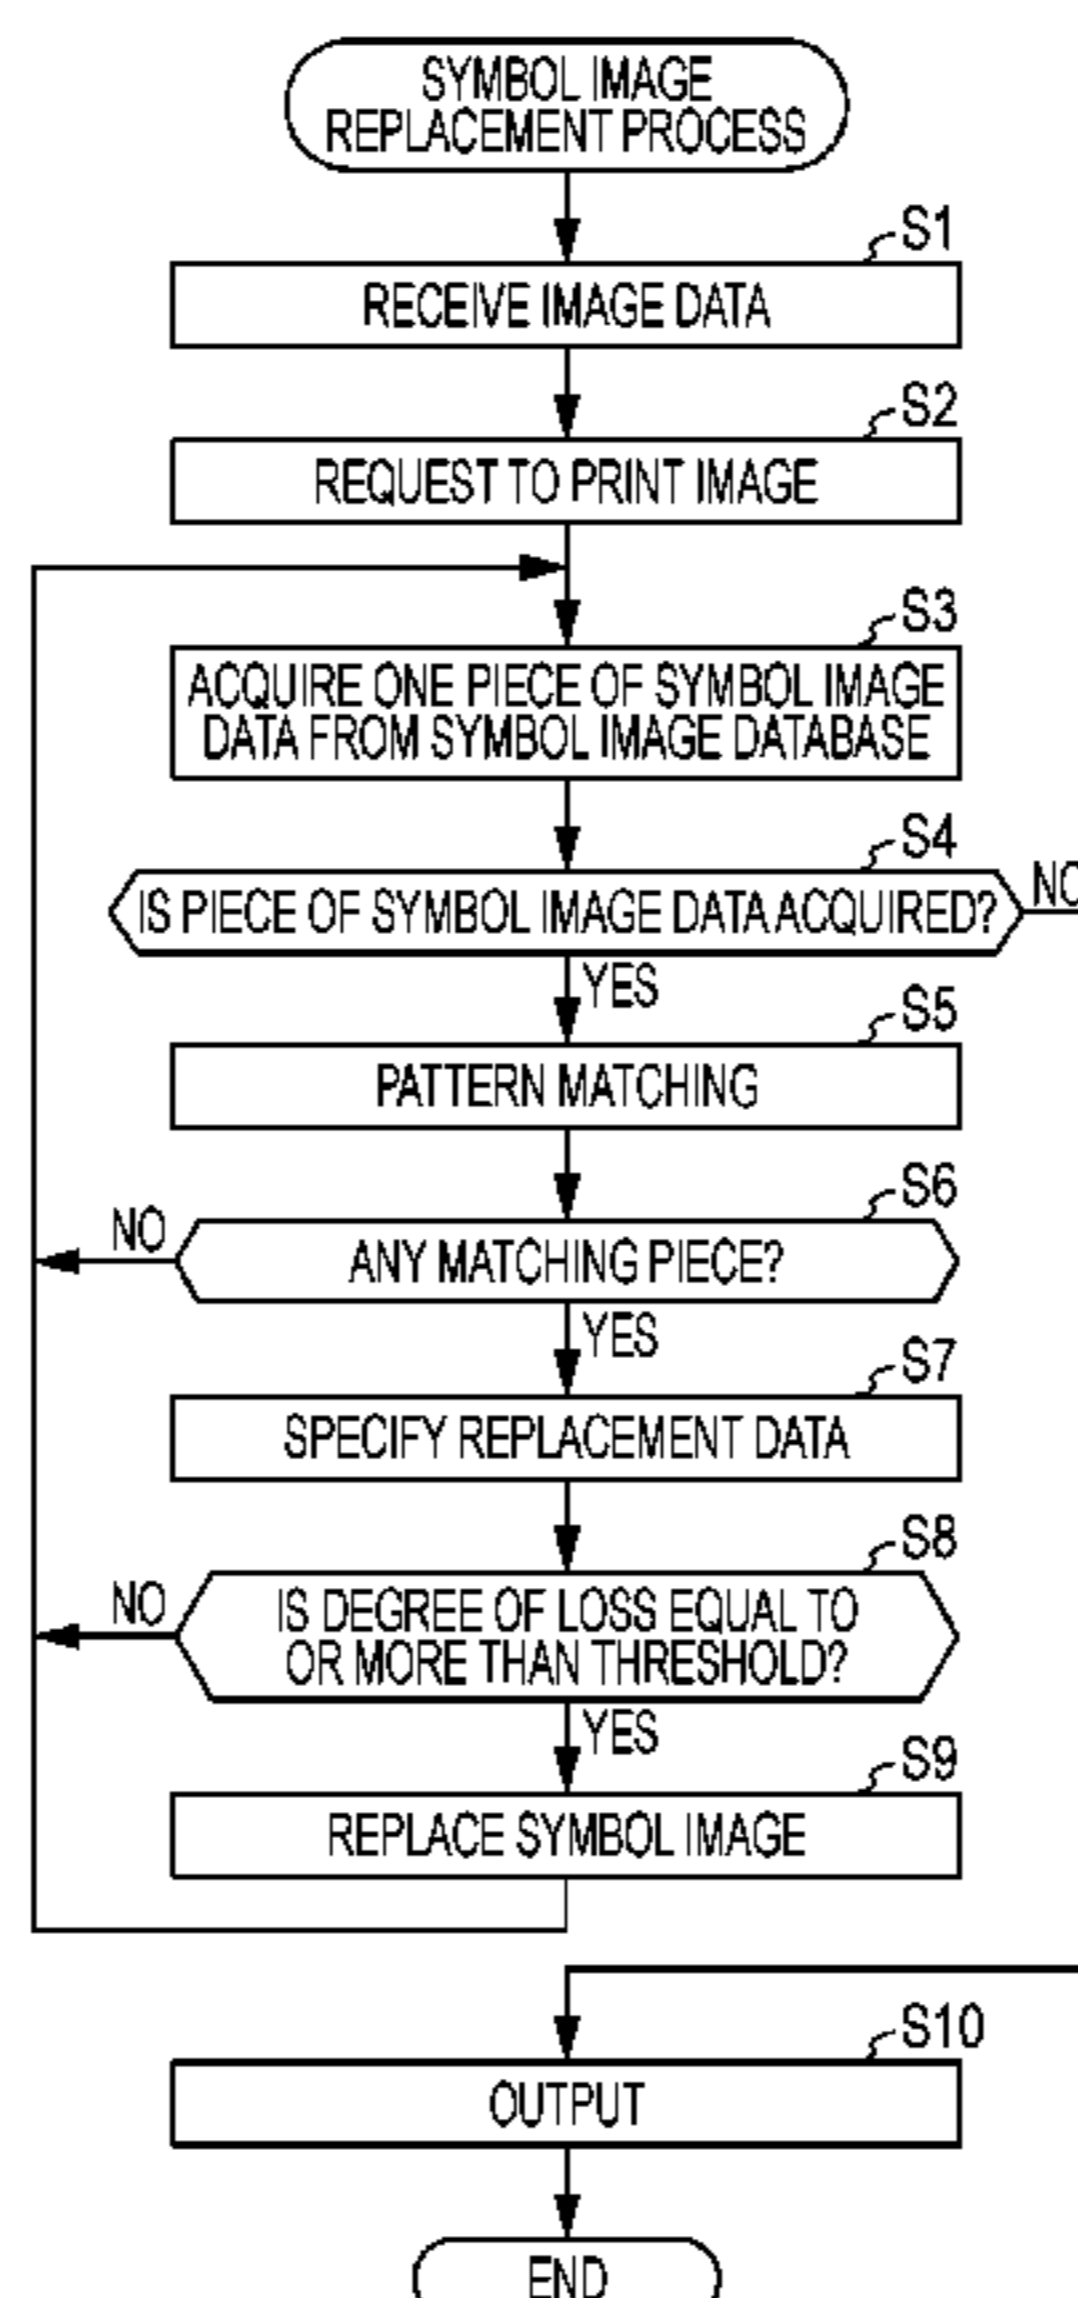 SYMBOL IMAGE
REPLACEMENT PROCESS
S1
RECEIVE IMAGE DATA
S2
REQUEST TO PRINT IMAGE
S3
ACQUIRE ONE PIECE OF SYMBOL IMAGE
DATA FROM SYMBOL IMAGE DATABASE
S4
IS PIECE OF SYMBOL IMAGE DATA ACQUIRED?
NO
YES
S5
PATTERN MATCHING
S6
NO
ANY MATCHING PIECE?
YES
S7
SPECIFY REPLACEMENT DATA
S8
NO
IS DEGREE OF LOSS EQUAL TO
OR MORE THAN THRESHOLD?
YES
S9
REPLACE SYMBOL IMAGE
S10
OUTPUT
END